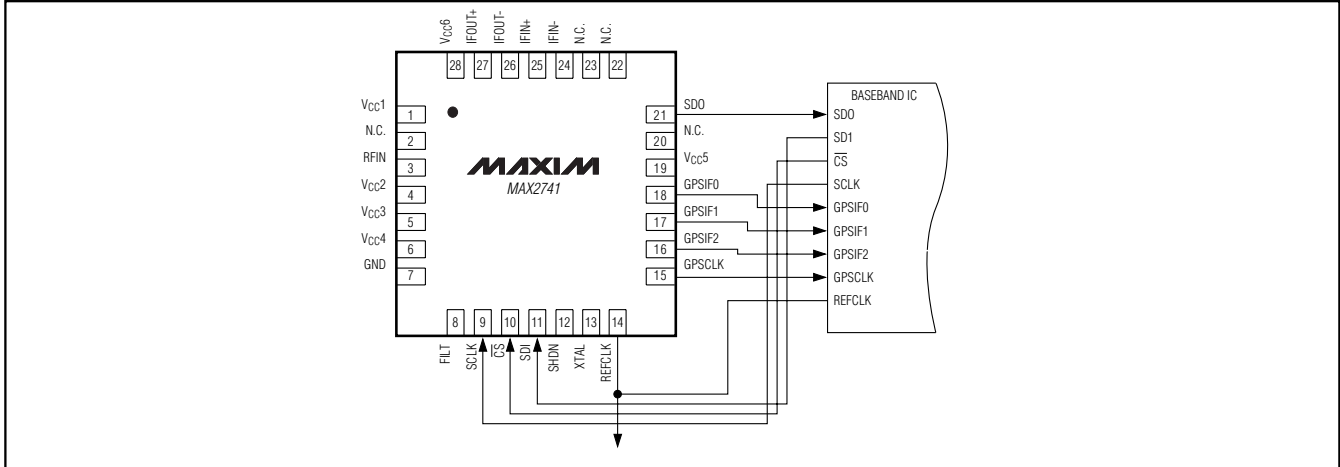 VCC6
IFOUT+
IFOUT-
IFIN+
IFIN-
N.C.
N.C.
28
27
26
25
24
23
22
VCC1
1
N.C.
2
RFIN
3
VCC2
4
VCC3
5
VCC4
6
GND
7
MAXIM
MAX2741
SDO
21
N.C.
20
VCC5
19
GPSIF0
18
GPSIF1
17
GPSIF2
16
GPSCLK
15
8
9
10
11
12
13
14
FILT
SCLK
CS
SDI
SHDN
XTAL
REFCLK
BASEBAND IC
SDO
SD1
CS
SCLK
GPSIF0
GPSIF1
GPSIF2
GPSCLK
REFCLK